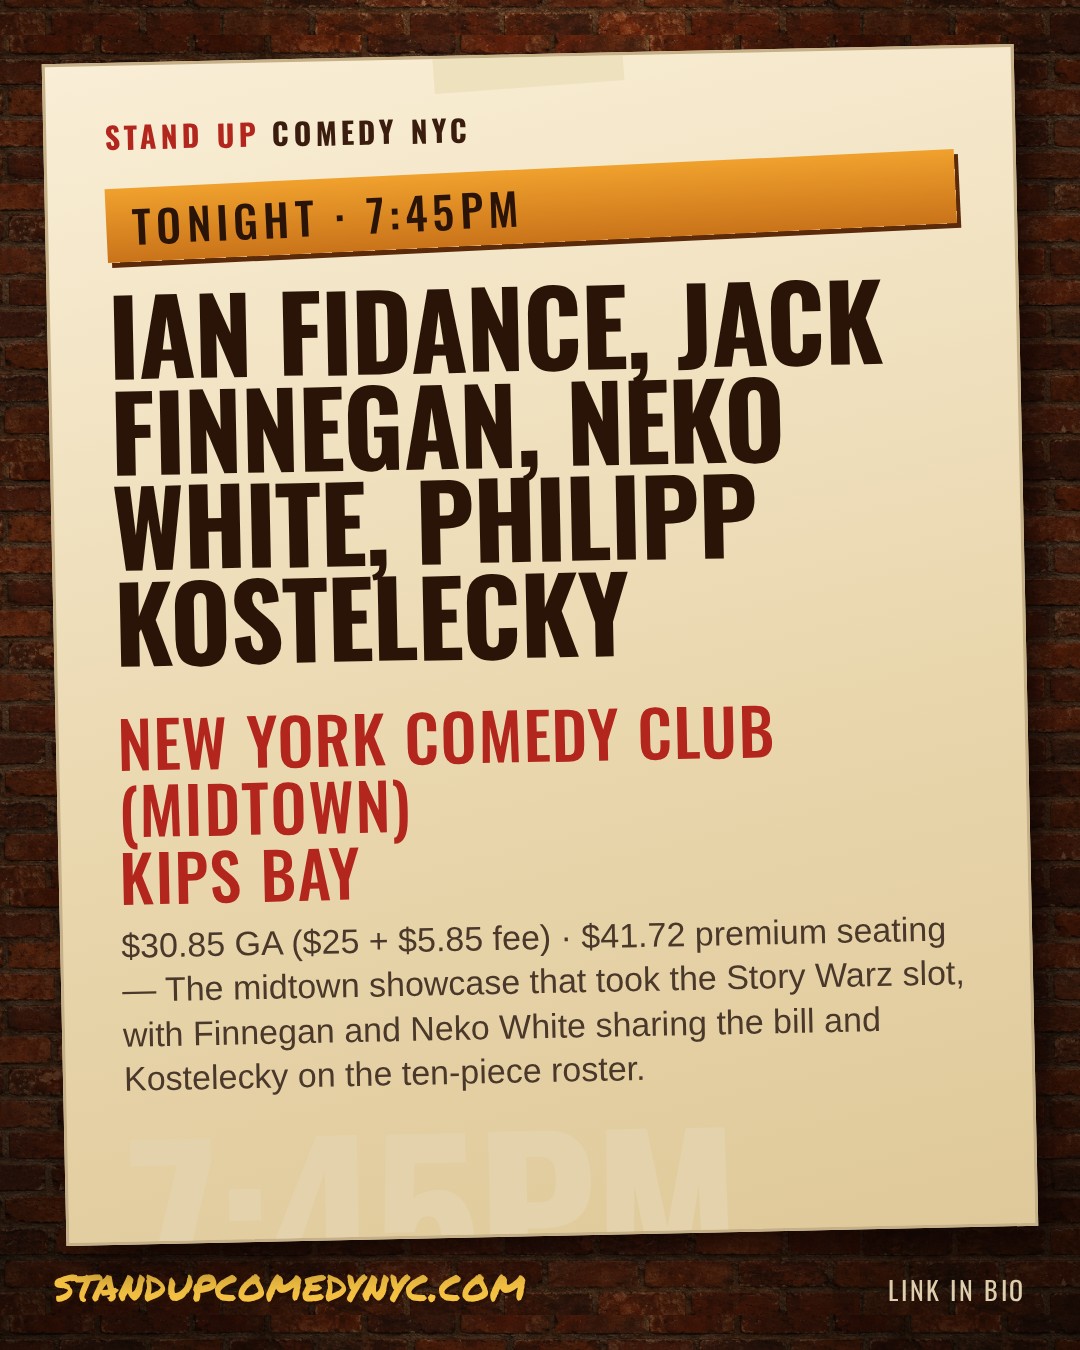 STAND UP COMEDY NYC
TONIGHT · 7:45PM
IAN FIDANCE, JACK
FINNEGAN, NEKO
WHITE, PHILIPP
KOSTELECKY
NEW YORK COMEDY CLUB
(MIDTOWN)
KIPS BAY
$30.85 GA ($25 + $5.85 fee) · $41.72 premium seating
— The midtown showcase that took the Story Warz slot,
with Finnegan and Neko White sharing the bill and
Kostelecky on the ten-piece roster.
7:45PM
STANDUPCOMEDYNYC.COM
LINK IN BIO